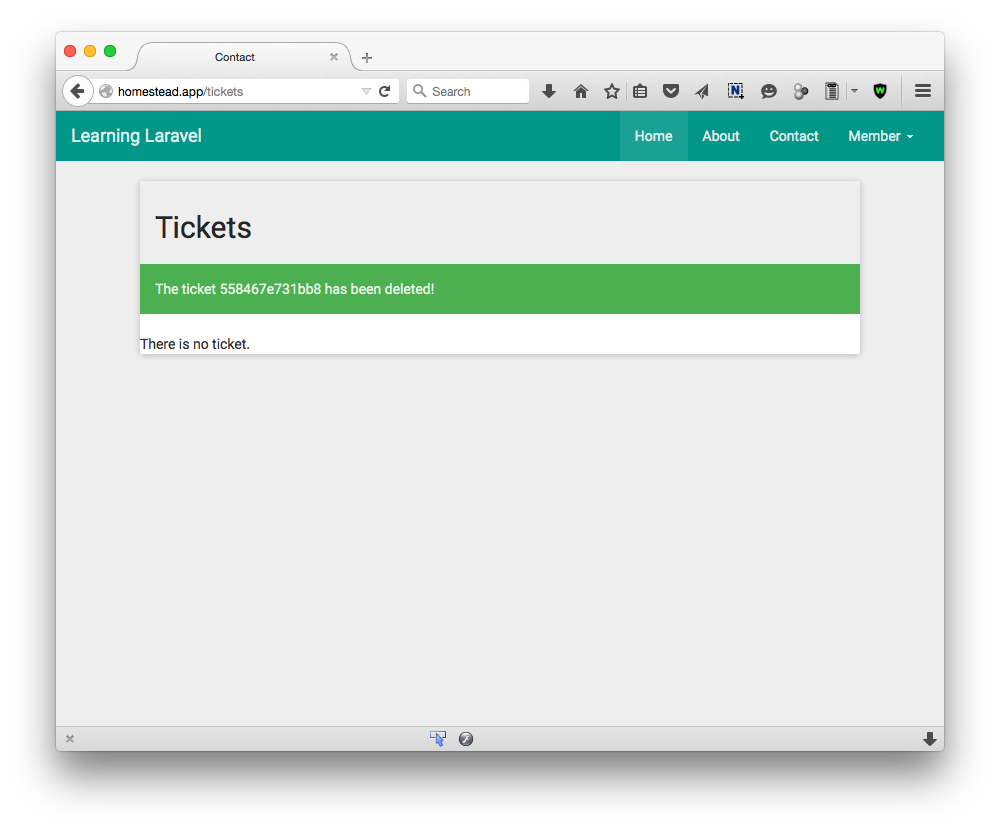 Contact
homestead.app/tickets
Search
N
W
Learning Laravel
Home
About
Contact
Member
Tickets
The ticket 558467e731bb8 has been deleted!
There is no ticket.